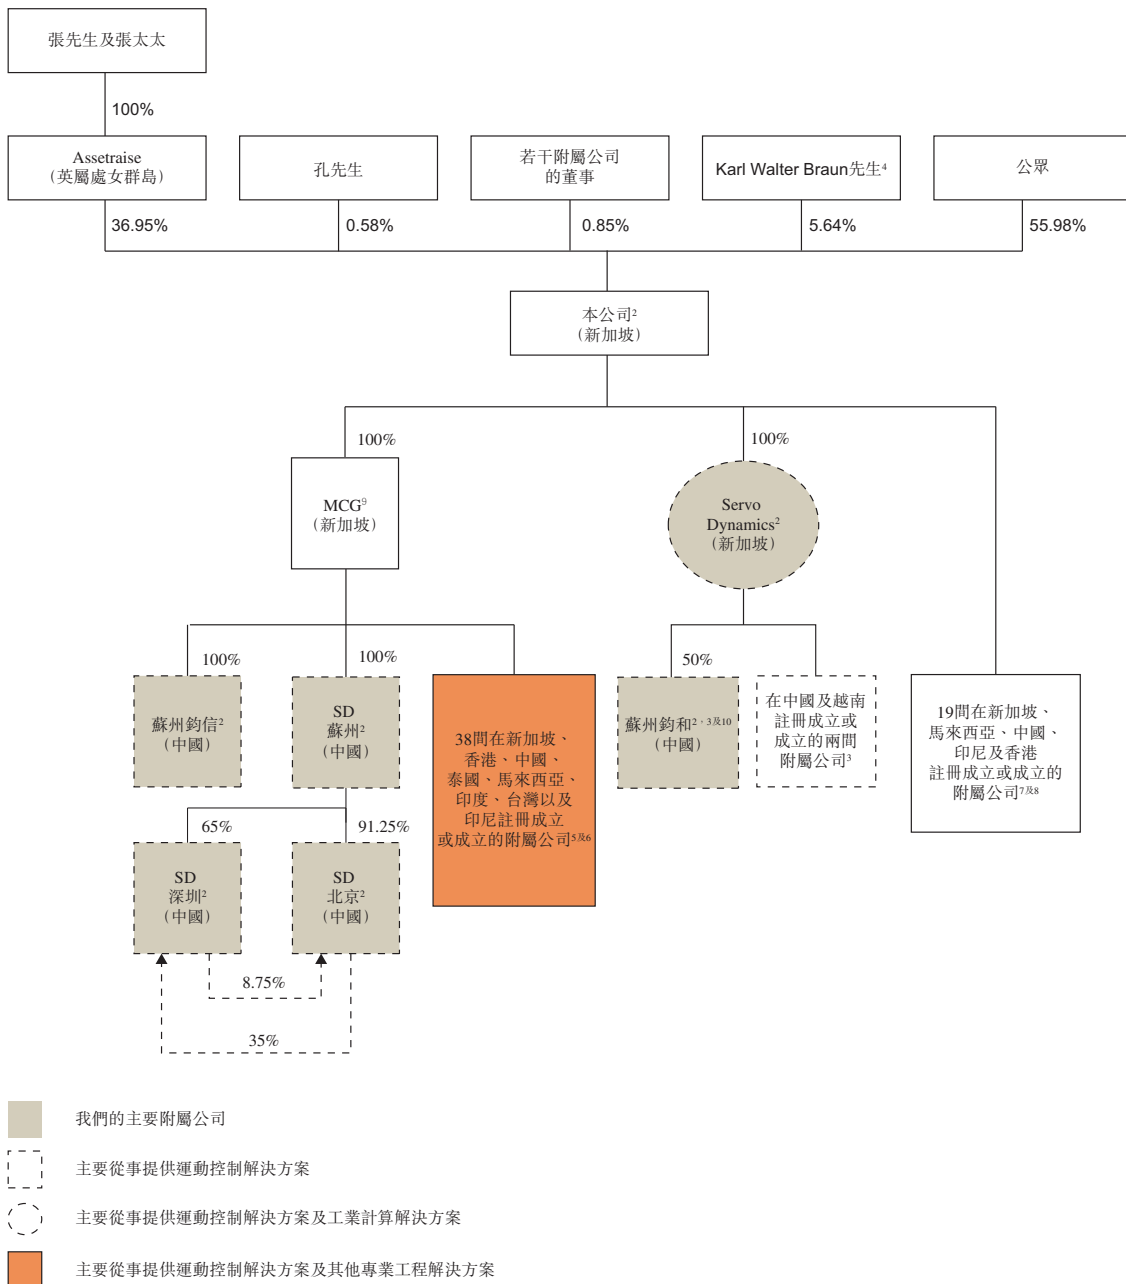 張先生及張太太
100%
Assetraise
（英屬處女群島）
孔先生
若干附屬公司
的董事
Karl Walter Braun先生⁴
公眾
36.95%
0.58%
0.85%
5.64%
55.98%
本公司²
（新加坡）
100%
100%
MCG⁹
（新加坡）
Servo
Dynamics²
（新加坡）
100%
100%
50%
蘇州鈞信²
（中國）
SD
蘇州²
（中國）
38間在新加坡、
香港、中國、
泰國、馬來西亞、
印度、台灣以及
印尼註冊成立
或成立的附屬公司⁵及⁶
蘇州鈞和²、³及¹⁰
（中國）
在中國及越南
註冊成立或
成立的兩間
附屬公司³
19間在新加坡、
馬來西亞、中國、
印尼及香港
註冊成立或成立的
附屬公司⁷及⁸
65%
91.25%
SD
深圳²
（中國）
SD
北京²
（中國）
8.75%
35%
我們的主要附屬公司
主要從事提供運動控制解決方案
主要從事提供運動控制解決方案及工業計算解決方案
主要從事提供運動控制解決方案及其他專業工程解決方案